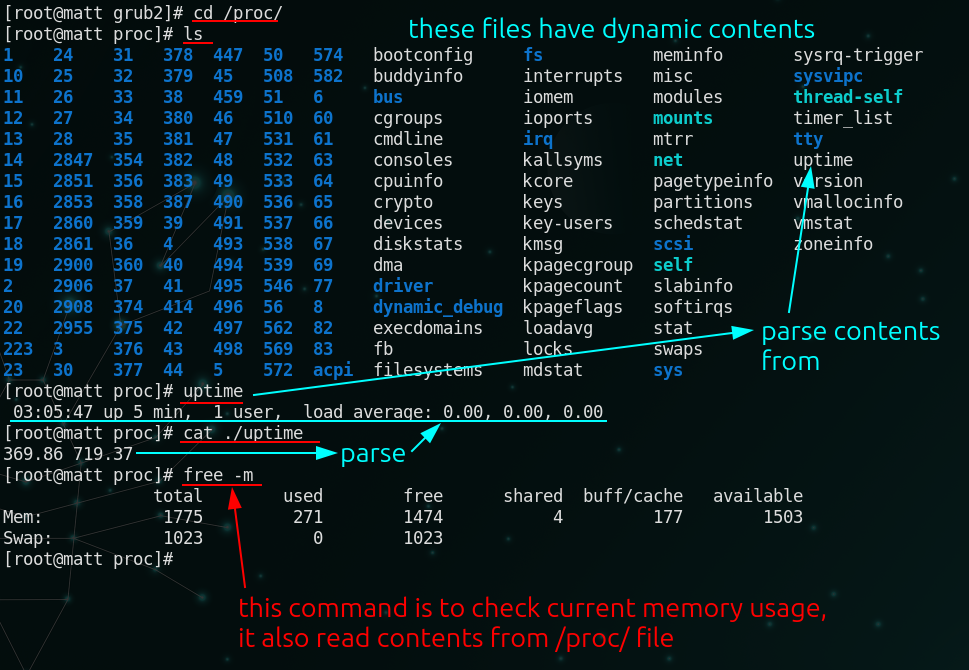 [root@matt grub2]# cd /proc/
these files have dynamic contents
[root@matt proc]# ls
1 24 31 378 447 50 574 bootconfig fs meminfo sysrq-trigger
10 25 32 379 45 508 582 buddyinfo interrupts misc sysvipc
11 26 33 38 459 51 6 bus iomem modules thread-self
12 27 34 380 46 510 60 cgroups ioports mounts timer_list
13 28 35 381 47 531 61 cmdline irq mtrr tty
14 2847 354 382 48 532 63 consoles kallsyms net uptime
15 2851 356 383 49 533 64 cpuinfo kcore pagetypeinfo version
16 2853 358 387 490 536 65 crypto keys partitions vmallocinfo
17 2860 359 39 491 537 66 devices key-users schedstat vmstat
18 2861 36 4 493 538 67 diskstats kmsg scsi zoneinfo
19 2900 360 40 494 539 69 dma kpagecgroup self
2 2906 37 41 495 546 77 driver kpagecount slabinfo
20 2908 374 414 496 56 8 dynamic_debug kpageflags softirqs
22 2955 375 42 497 562 82 execdomains loadavg stat
223 3 376 43 498 569 83 fb locks swaps
23 30 377 44 5 572 acpi filesystems mdstat sys
parse contents
from
[root@matt proc]# uptime
03:05:47 up 5 min, 1 user, load average: 0.00, 0.00, 0.00
[root@matt proc]# cat ./uptime
369.86 719.37
parse
[root@matt proc]# free -m
total used free shared buff/cache available
Mem: 1775 271 1474 4 177 1503
Swap: 1023 0 1023
[root@matt proc]#
this command is to check current memory usage,
it also read contents from /proc/ file